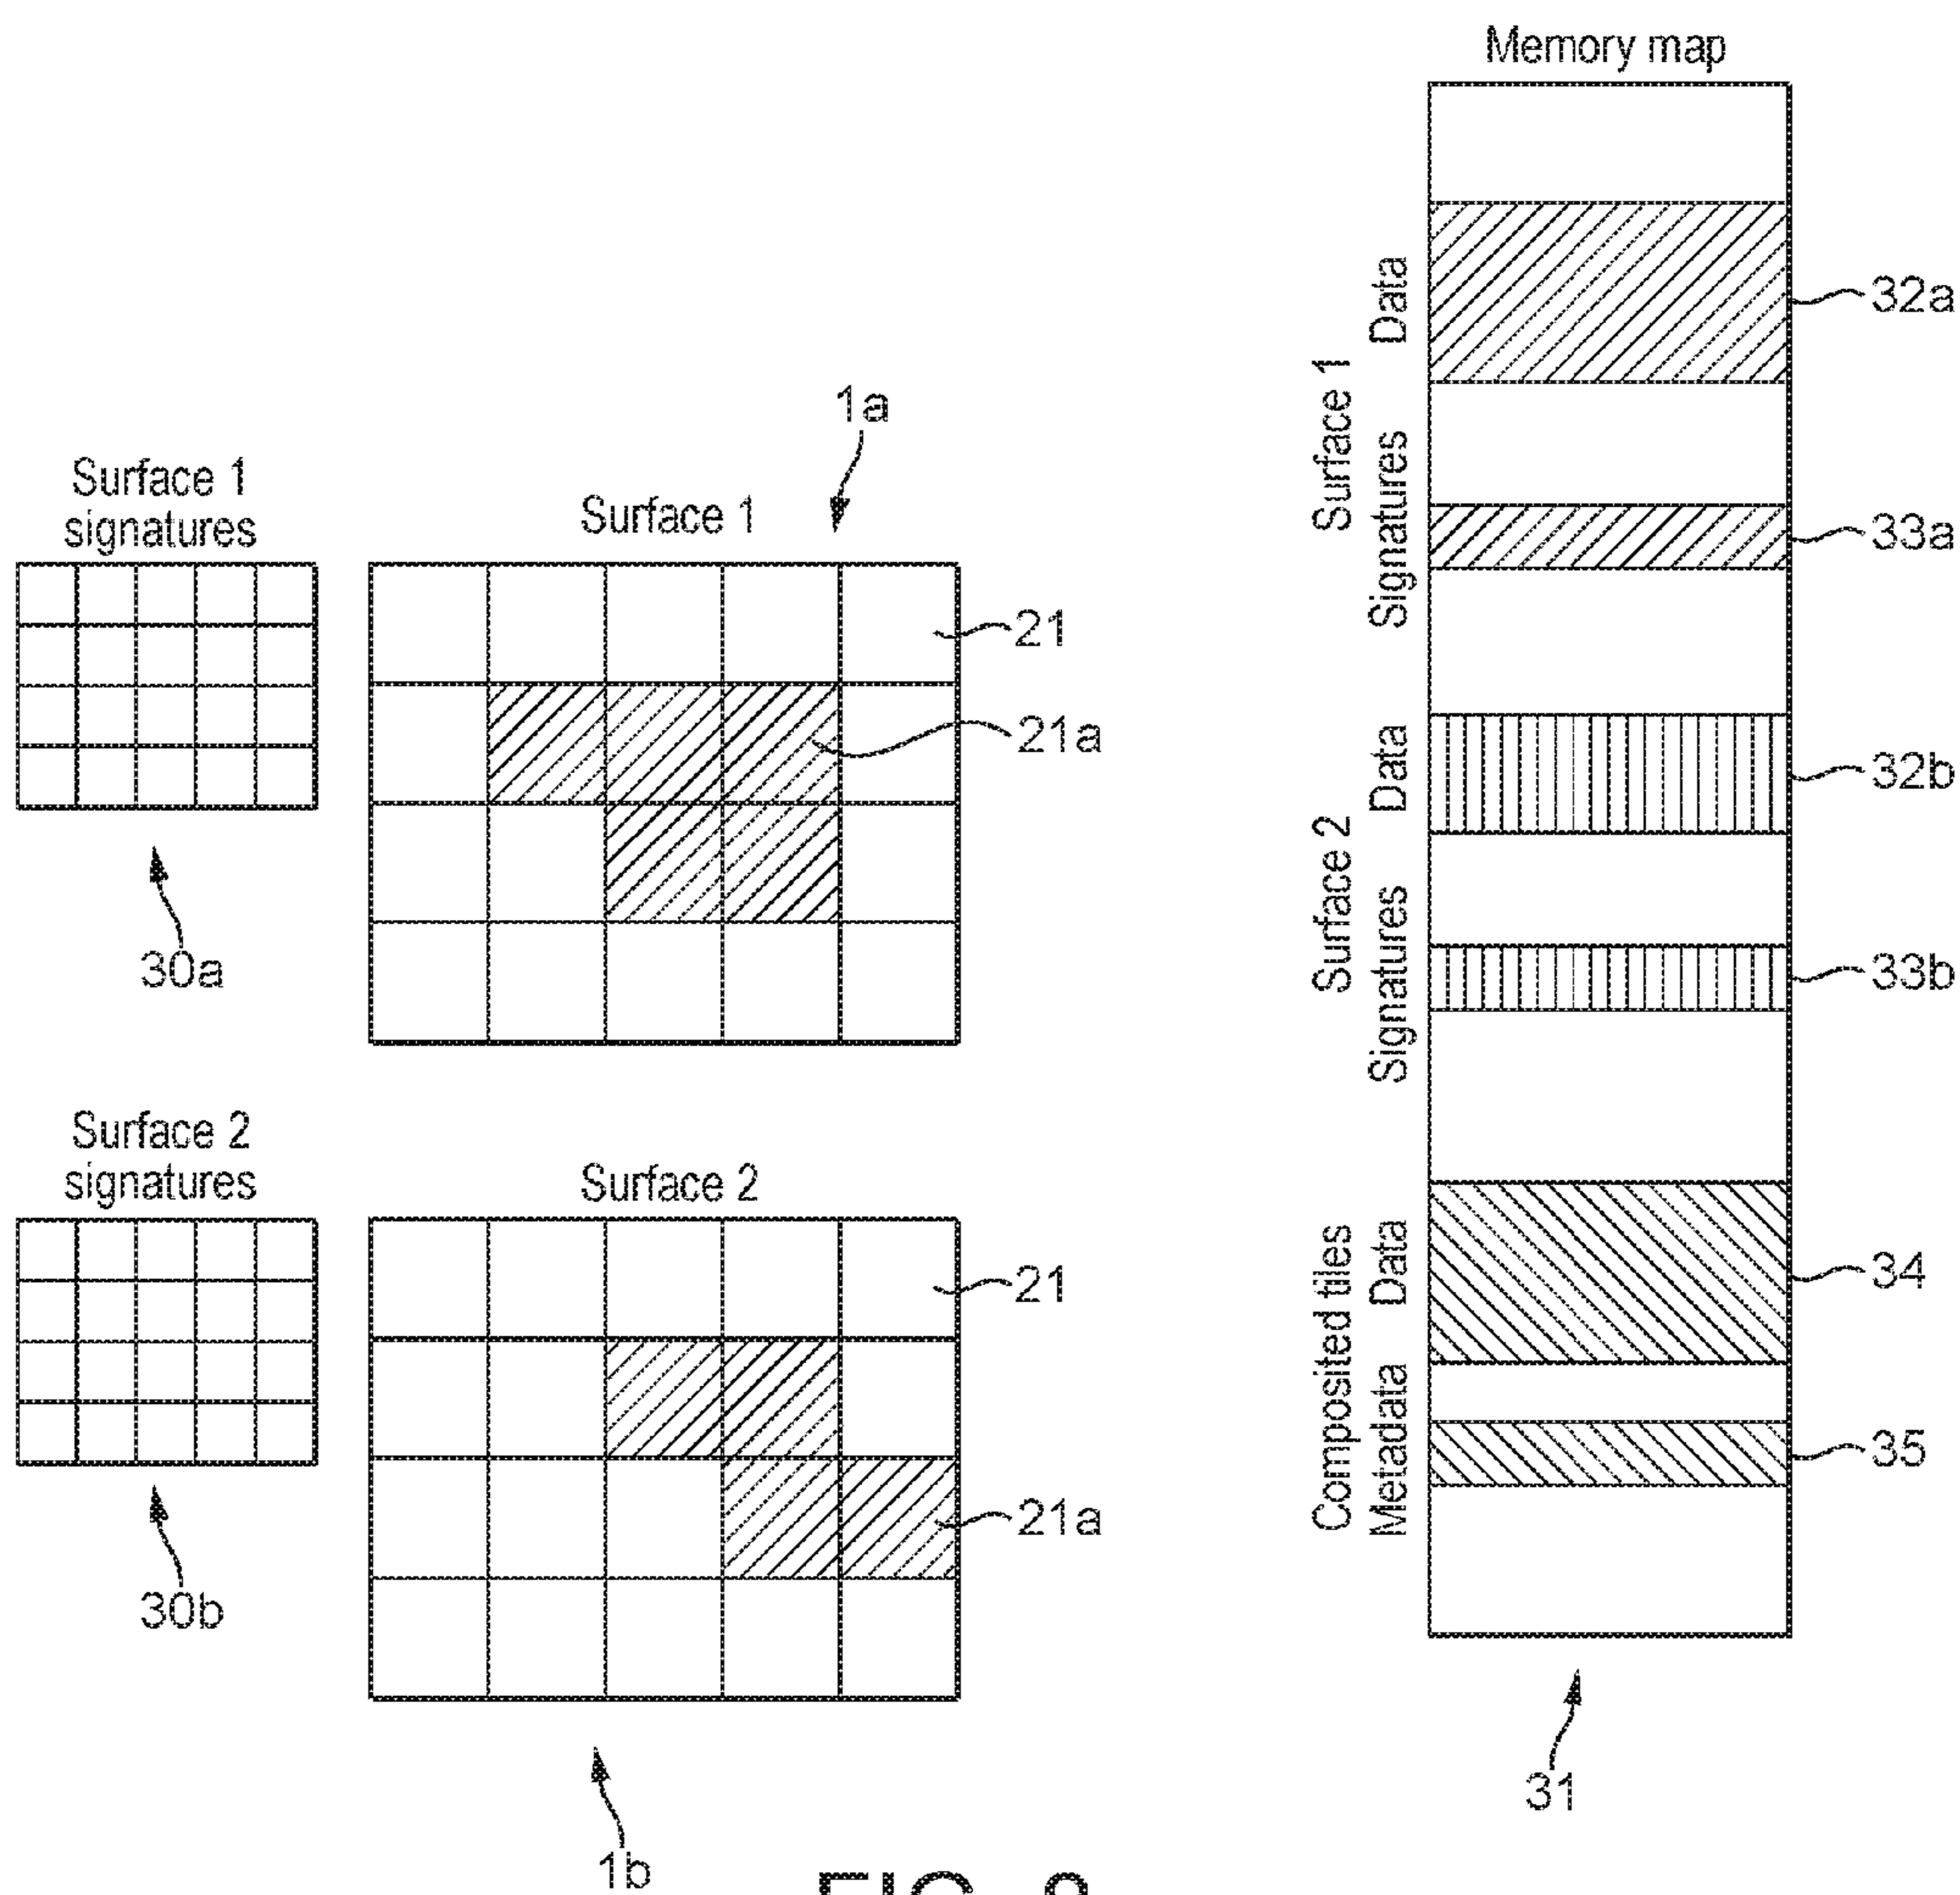 Memory map
Surface 1
signatures
30a
Surface 1
1a
21
21a
Surface 2
signatures
30b
Surface 2
21
21a
1b
Surface 1
Data
Signatures
32a
33a
Surface 2
Data
Signatures
32b
33b
Composited tiles
Data
Metadata
34
35
31
FIG.